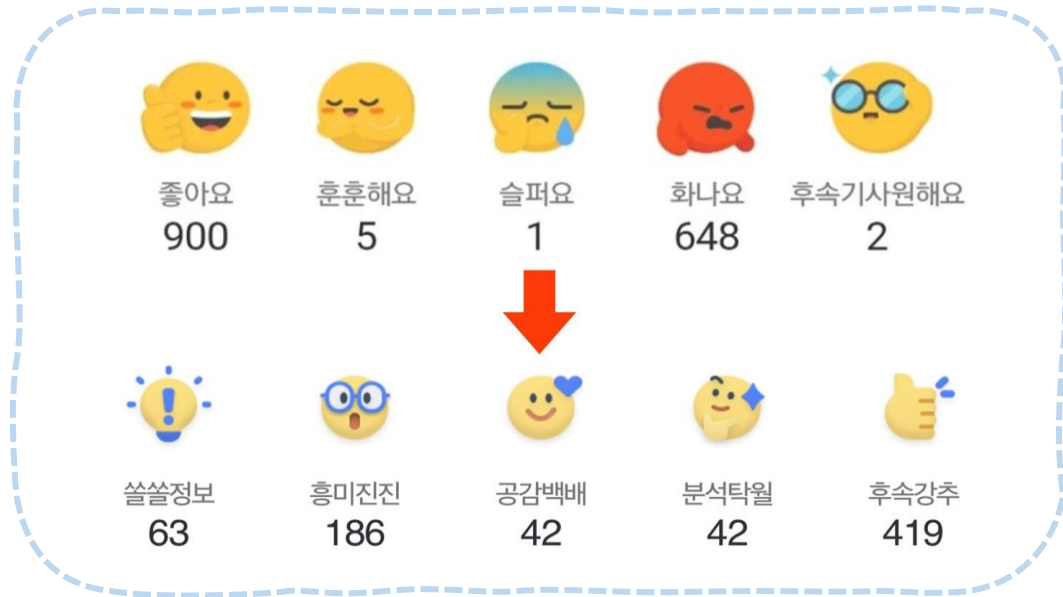 좋아요 훈훈해요 슬퍼요 화나요 후속기사원해요
900 5 1 648 2
쏠쏠정보 흥미진진 공감백배 분석탁월 후속강추
63 186 42 42 419